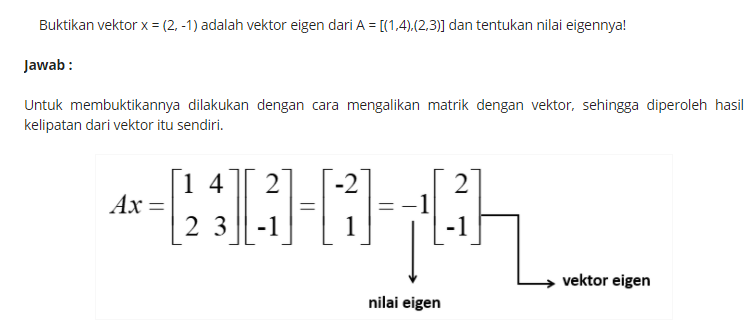 Buktikan vektor x = (2, -1) adalah vektor eigen dari A = [(1,4),(2,3)] dan tentukan nilai eigennya!
Jawab :
Untuk membuktikannya dilakukan dengan cara mengalikan matrik dengan vektor, sehingga diperoleh hasil
kelipatan dari vektor itu sendiri.
Ax = [1 4; 2 3] [2; -1] = [-2; 1] = −1 [2; -1]
vektor eigen
nilai eigen